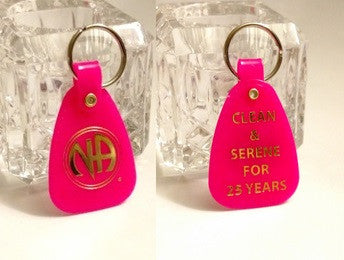 NA
CLEAN
&
SERENE
FOR
25 YEARS